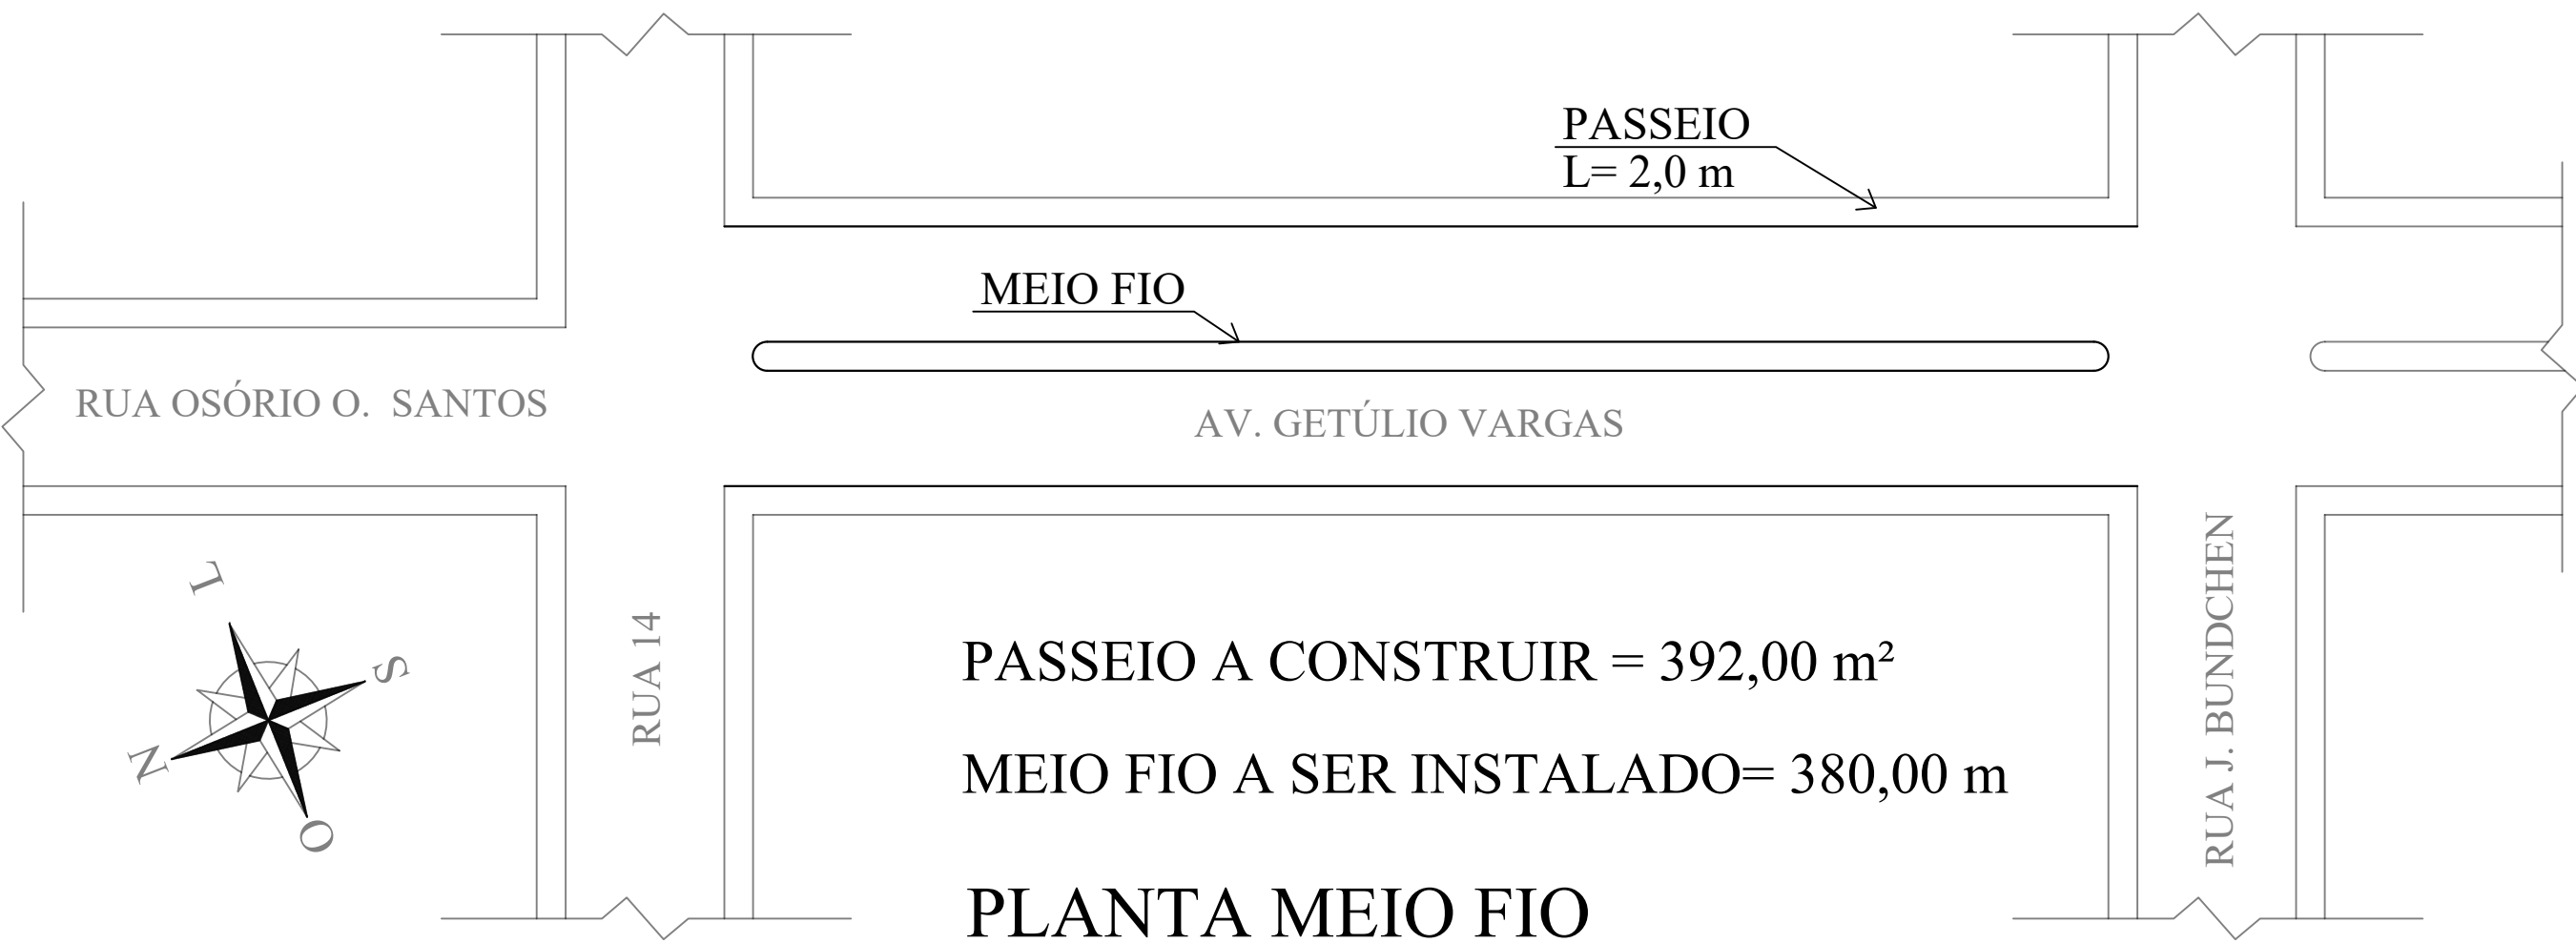 PASSEIO
L= 2,0 m
MEIO FIO
RUA OSÓRIO O. SANTOS
AV. GETÚLIO VARGAS
L
S
N
O
RUA 14
RUA J. BUNDCHEN
PASSEIO A CONSTRUIR = 392,00 m²
MEIO FIO A SER INSTALADO= 380,00 m
PLANTA MEIO FIO